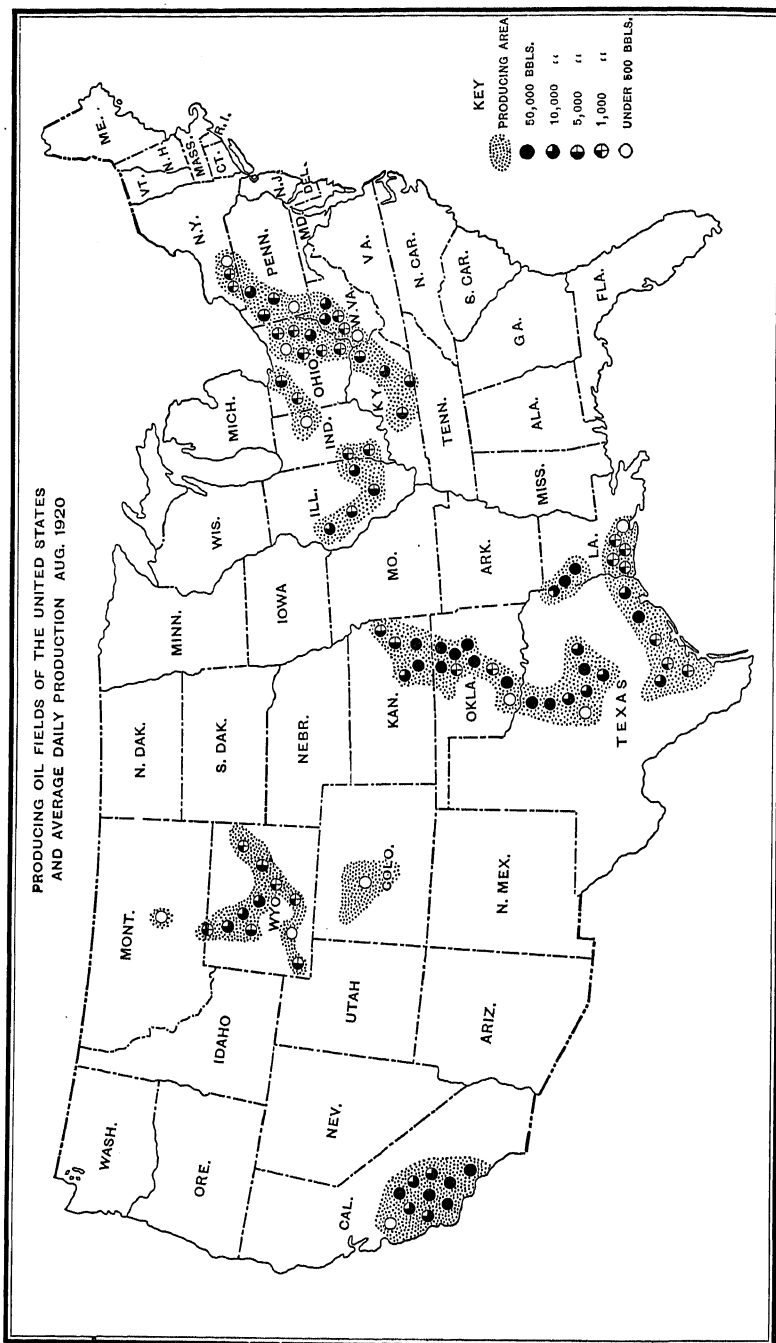 PRODUCING OIL FIELDS OF THE UNITED STATES
AND AVERAGE DAILY PRODUCTION AUG. 1920
WASH.
ORE.
CAL.
NEV.
IDAHO
MONT.
WYO.
UTAH
COLO.
ARIZ.
N. MEX.
N. DAK.
S. DAK.
NEBR.
KAN.
OKLA.
TEXAS
MINN.
IOWA
MO.
ARK.
LA.
WIS.
ILL.
MICH.
IND.
OHIO
KY.
TENN.
MISS.
ALA.
GA.
FLA.
S. CAR.
N. CAR.
VA.
W.VA.
MD.
DEL.
N.J.
PENN.
N.Y.
VT.
N.H.
MASS.
CT.
R.I.
ME.
KEY
PRODUCING AREA
50,000 BBLS.
10,000 "
5,000 "
1,000 "
UNDER 500 BBLS.